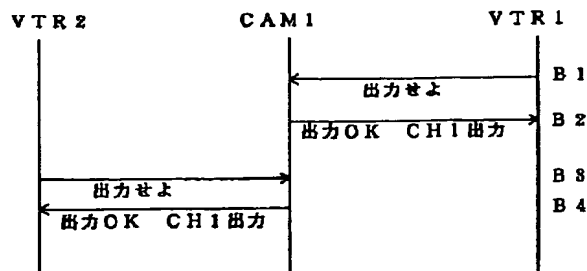 VTR2 CAM1 VTR1
B1
出力せよ
出力OK CH1出力 B2
出力せよ B3
出力OK CH1出力 B4